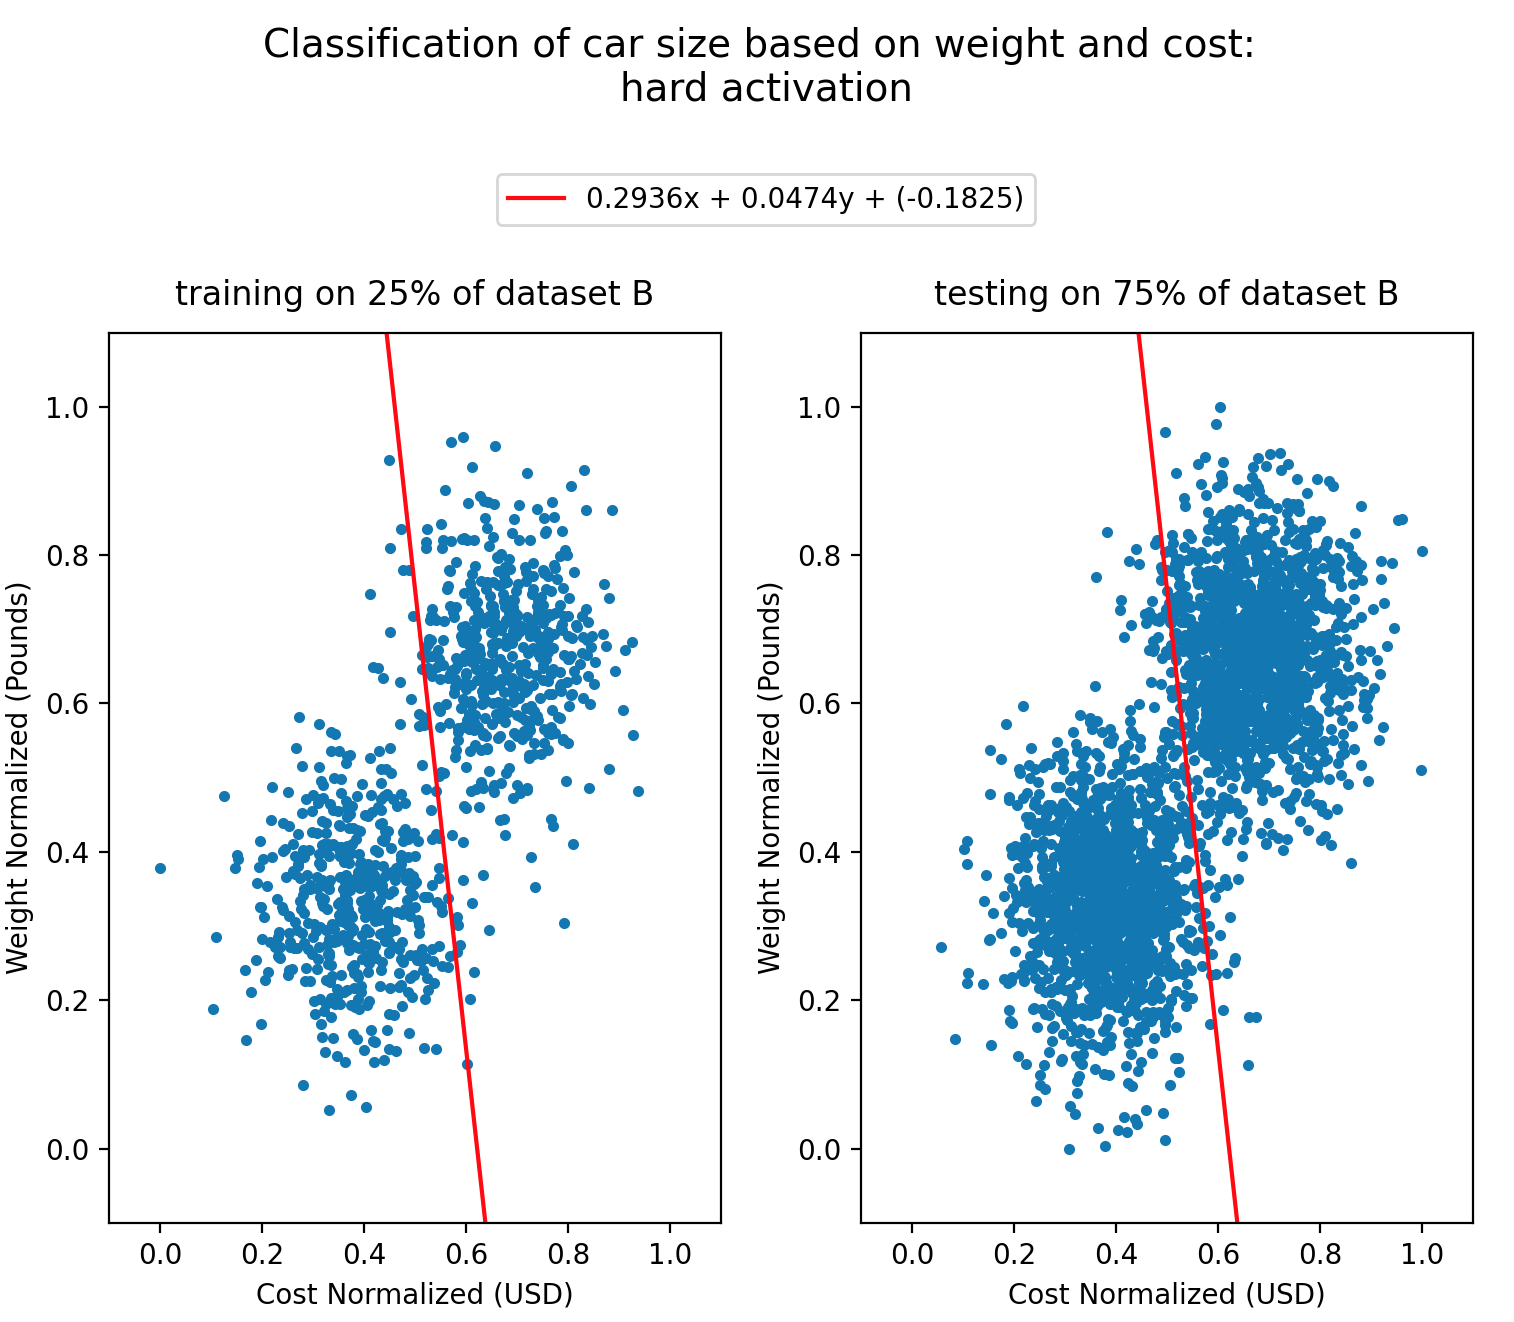 Classification of car size based on weight and cost:
hard activation
0.2936x + 0.0474y + (-0.1825)
training on 25% of dataset B
testing on 75% of dataset B
Weight Normalized (Pounds)
1.0
0.8
0.6
0.4
0.2
0.0
0.0 0.2 0.4 0.6 0.8 1.0
Cost Normalized (USD)
Weight Normalized (Pounds)
1.0
0.8
0.6
0.4
0.2
0.0
0.0 0.2 0.4 0.6 0.8 1.0
Cost Normalized (USD)